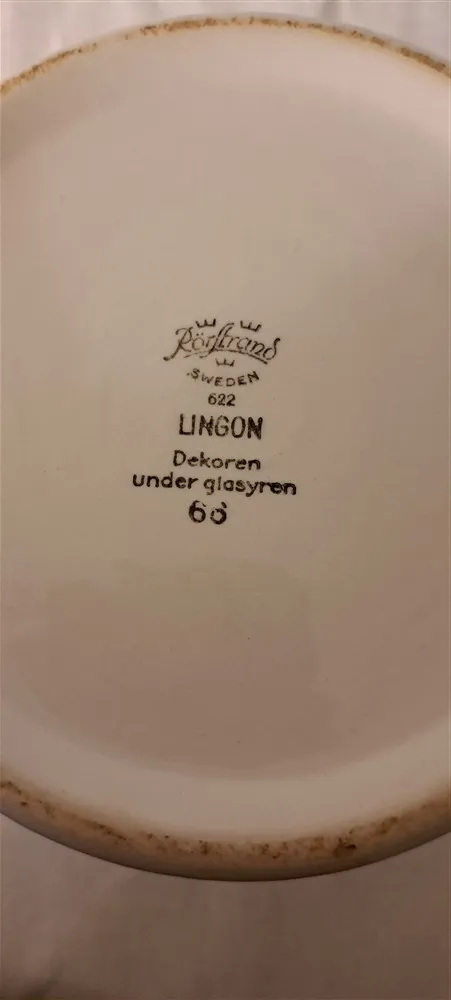 Rörstrand
SWEDEN
622
LINGON
Dekoren
under glasyren
66